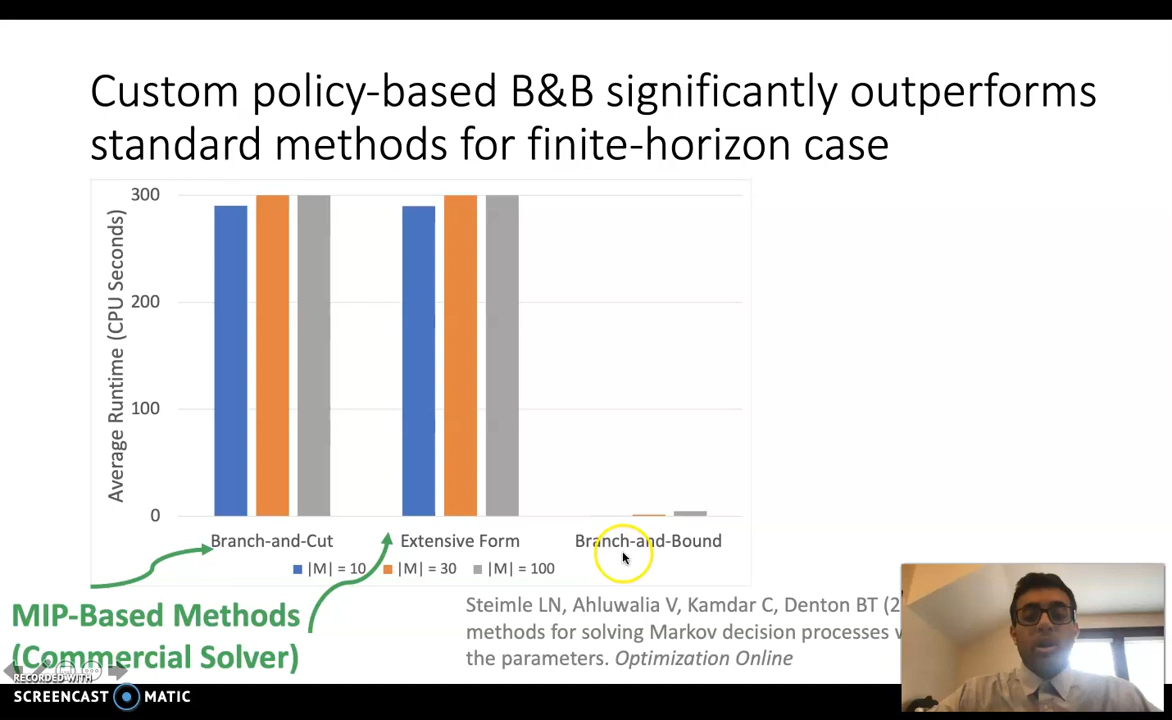 Custom policy-based B&B significantly outperforms
standard methods for finite-horizon case
Average Runtime (CPU Seconds)
300
200
100
0
Branch-and-Cut
Extensive Form
Branch-and-Bound
|M| = 10
|M| = 30
|M| = 100
MIP-Based Methods
(Commercial Solver)
Steimle LN, Ahluwalia V, Kamdar C, Denton BT (2
methods for solving Markov decision processes
the parameters. Optimization Online
RECORDED WITH
SCREENCAST MATIC